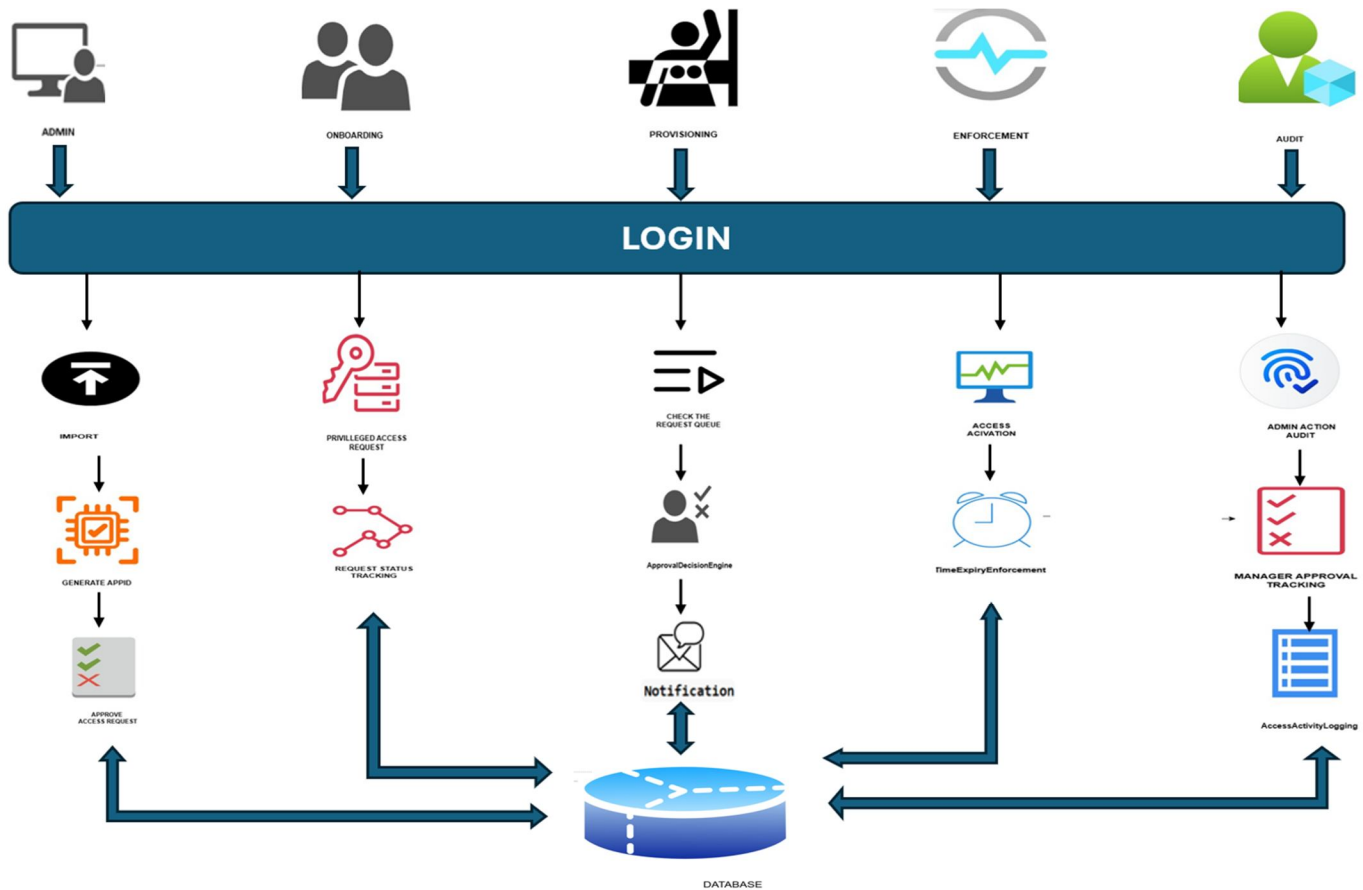 ADMIN
ONBOARDING
PROVISIONING
ENFORCEMENT
AUDIT
LOGIN
IMPORT
PRIVILLEGED ACCESS
REQUEST
CHECK THE
REQUEST QUEUE
ACCESS
ACIVATION
ADMIN ACTION
AUDIT
GENERATE APPID
REQUEST STATUS
TRACKING
ApprovalDecisionEngine
TimeExpiryEnforcement
MANAGER APPROVAL
TRACKING
APPROVE
ACCESS REQUEST
Notification
AccessActivityLogging
DATABASE